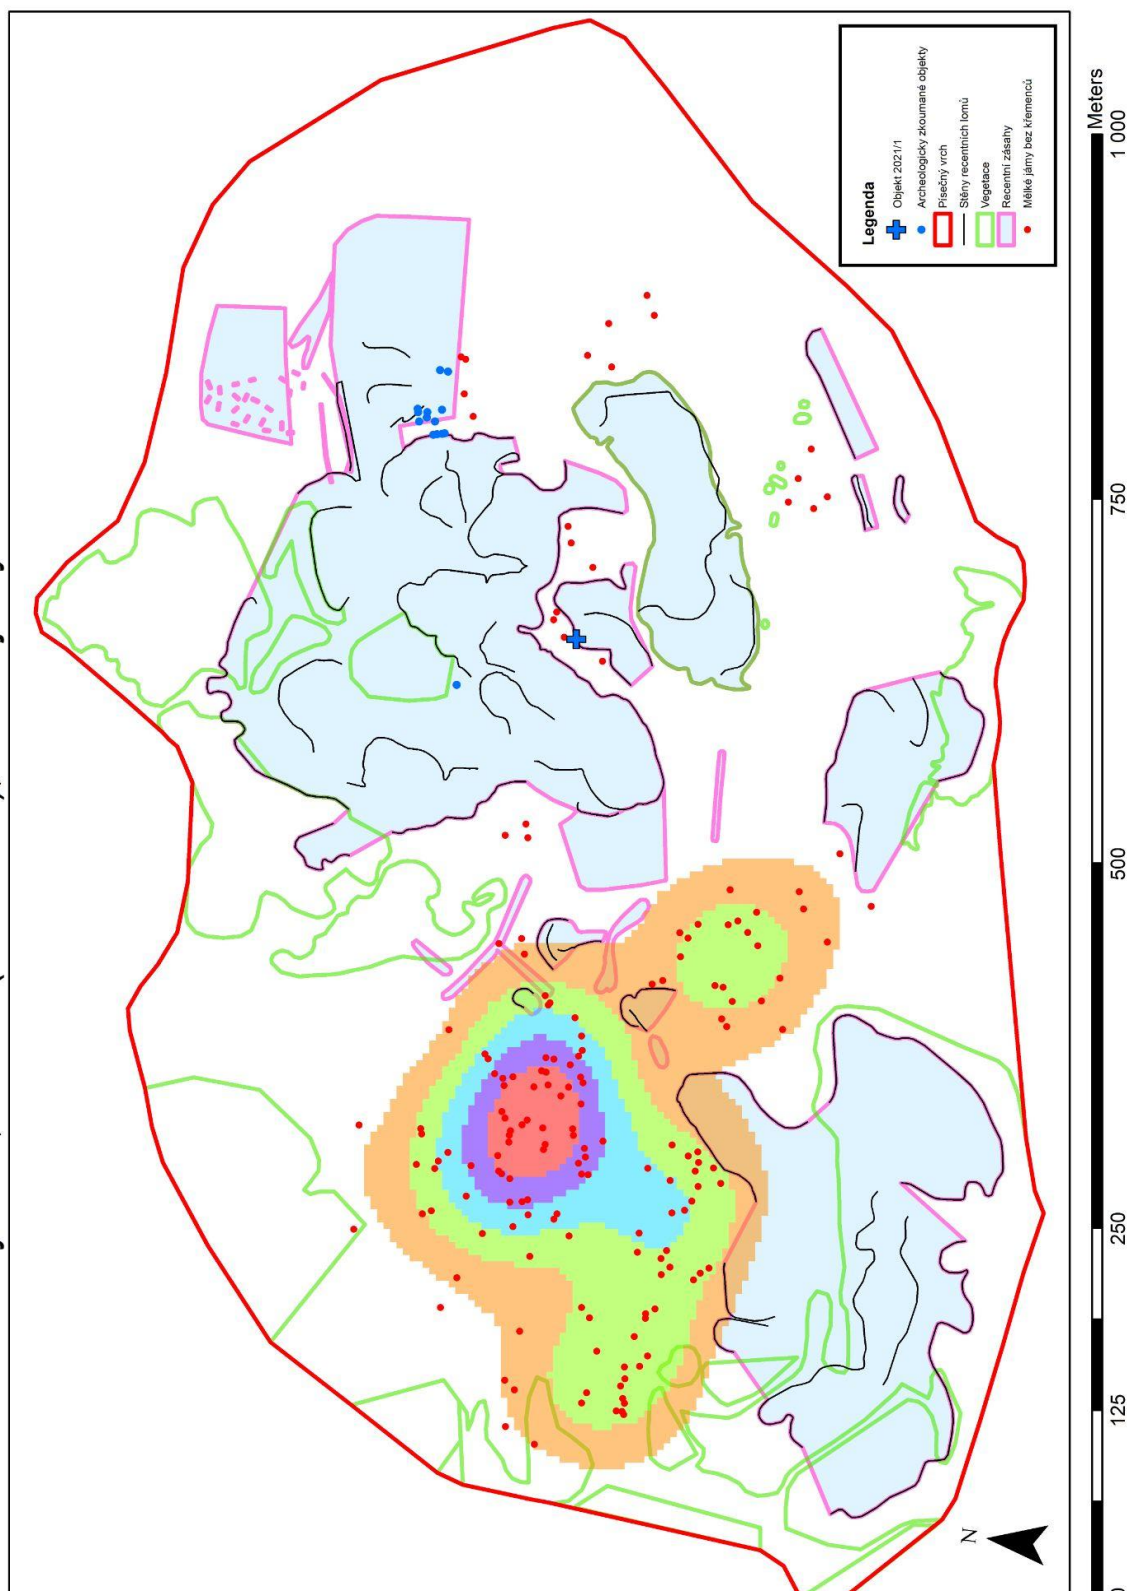 Legenda
Objekt 2021/1
Archeologicky zkoumané objekty
Písečný vrch
Stěny recentních lomů
Vegetace
Recentní zásahy
Mělké jámy bez křemenců
N
125
250
500
750
1 000
Meters